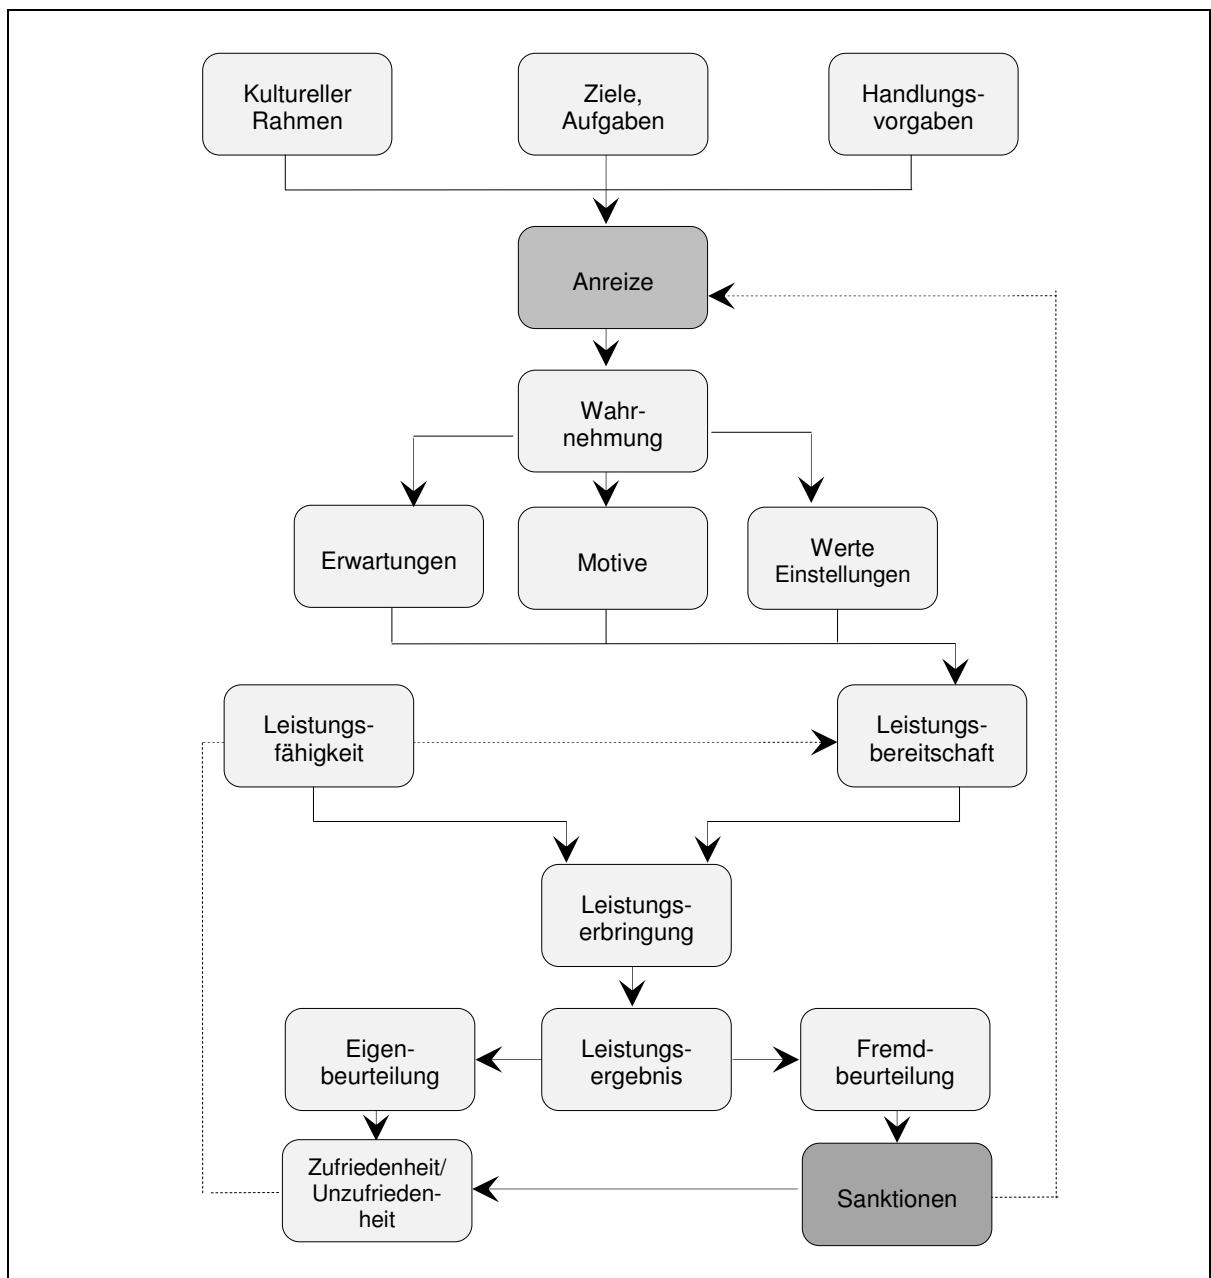 Kultureller
Rahmen
Ziele,
Aufgaben
Handlungs-
vorgaben
Anreize
Wahr-
nehmung
Erwartungen
Motive
Werte
Einstellungen
Leistungs-
fähigkeit
Leistungs-
bereitschaft
Leistungs-
erbringung
Eigen-
beurteilung
Leistungs-
ergebnis
Fremd-
beurteilung
Zufriedenheit/
Unzufrieden-
heit
Sanktionen